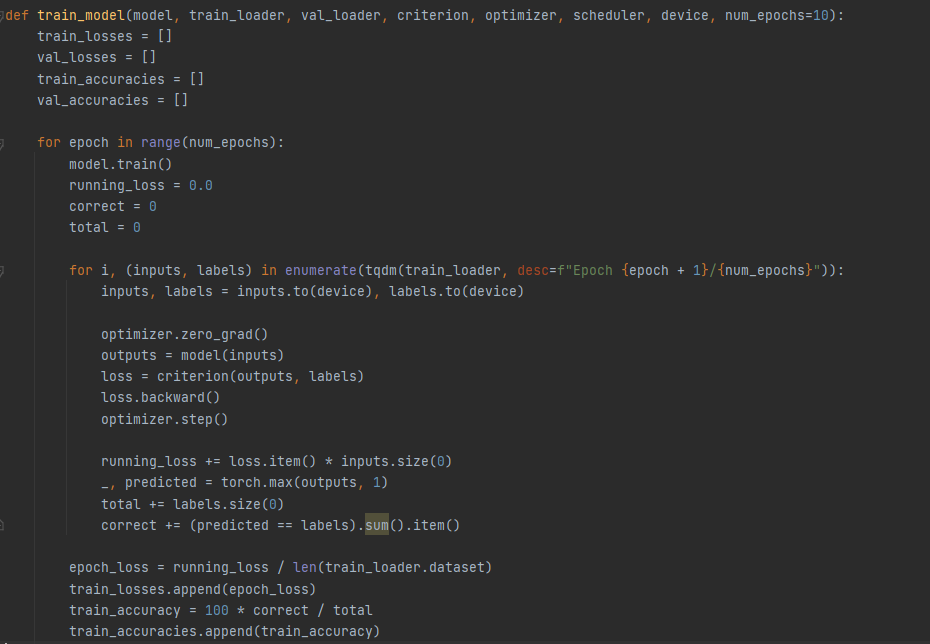 def train_model(model, train_loader, val_loader, criterion, optimizer, scheduler, device, num_epochs=10):
    train_losses = []
    val_losses = []
    train_accuracies = []
    val_accuracies = []

    for epoch in range(num_epochs):
        model.train()
        running_loss = 0.0
        correct = 0
        total = 0

        for i, (inputs, labels) in enumerate(tqdm(train_loader, desc=f"Epoch {epoch + 1}/{num_epochs}")):
            inputs, labels = inputs.to(device), labels.to(device)

            optimizer.zero_grad()
            outputs = model(inputs)
            loss = criterion(outputs, labels)
            loss.backward()
            optimizer.step()

            running_loss += loss.item() * inputs.size(0)
            _, predicted = torch.max(outputs, 1)
            total += labels.size(0)
            correct += (predicted == labels).sum().item()

        epoch_loss = running_loss / len(train_loader.dataset)
        train_losses.append(epoch_loss)
        train_accuracy = 100 * correct / total
        train_accuracies.append(train_accuracy)